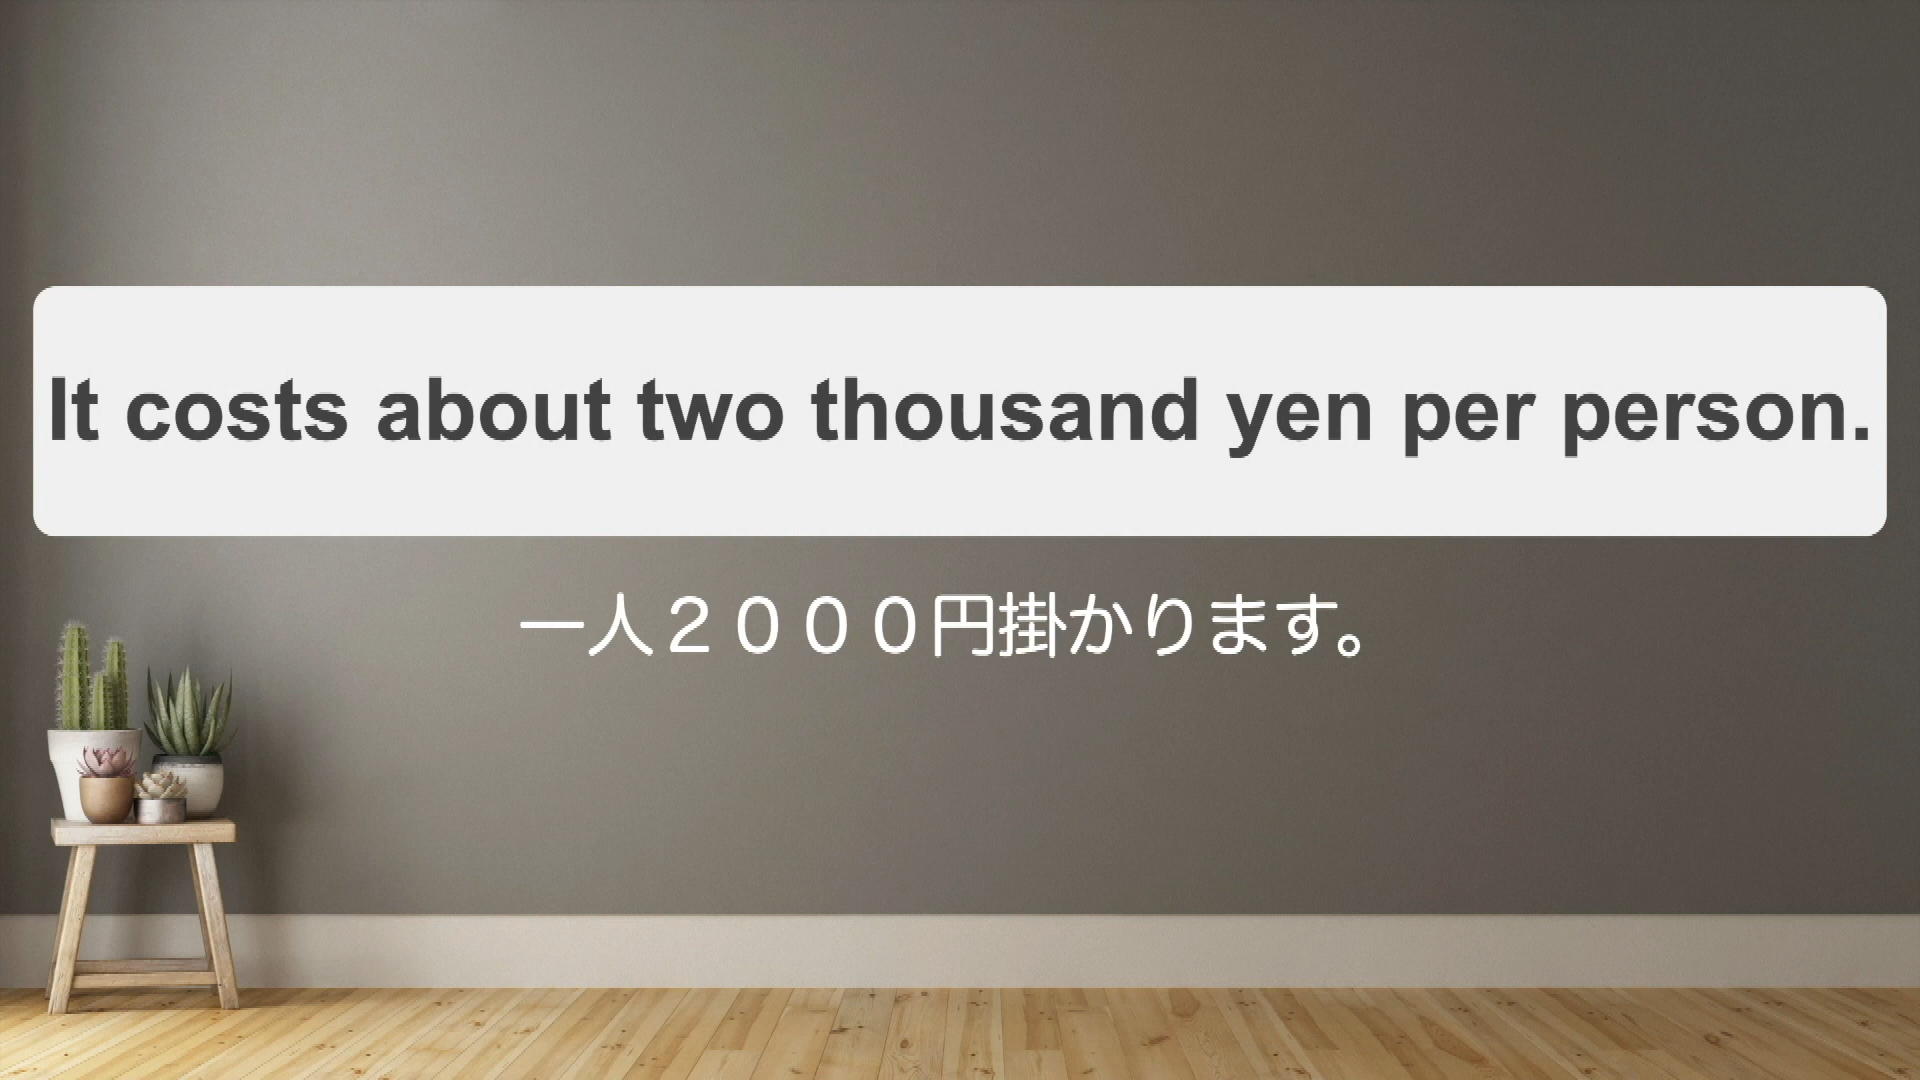 It costs about two thousand yen per person.
一人２０００円掛かります。